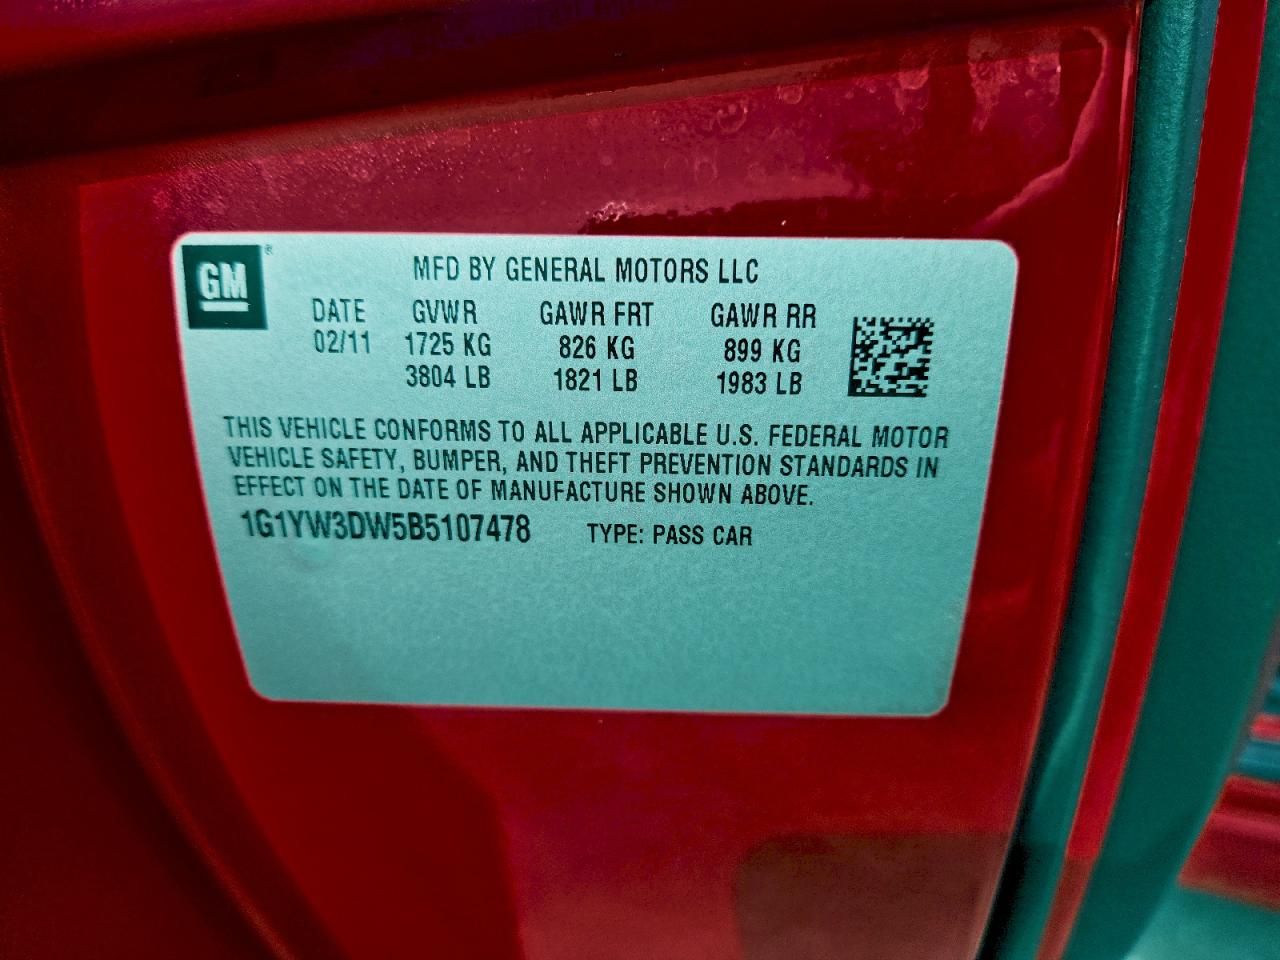 GM®
MFD BY GENERAL MOTORS LLC
DATE GVWR GAWR FRT GAWR RR
02/11 1725 KG 826 KG 899 KG
3804 LB 1821 LB 1983 LB
THIS VEHICLE CONFORMS TO ALL APPLICABLE U.S. FEDERAL MOTOR
VEHICLE SAFETY, BUMPER, AND THEFT PREVENTION STANDARDS IN
EFFECT ON THE DATE OF MANUFACTURE SHOWN ABOVE.
1G1YW3DW5B5107478 TYPE: PASS CAR